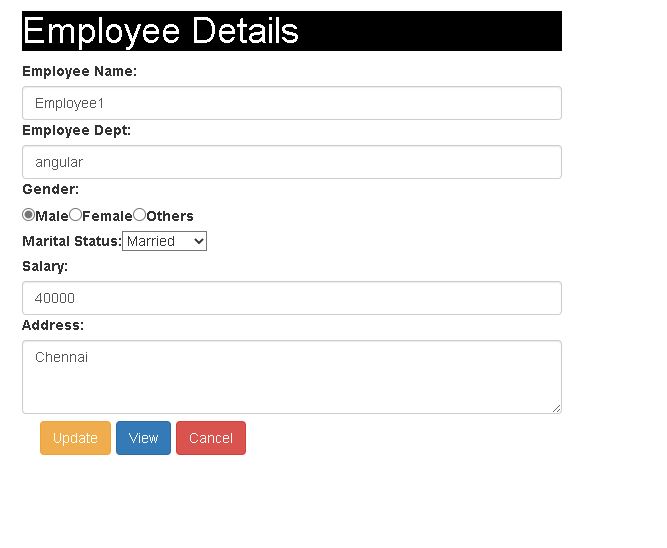 Employee Details
Employee Name:
Employee1
Employee Dept:
angular
Gender:
Male Female Others
Marital Status: Married
Salary:
40000
Address:
Chennai
Update View Cancel